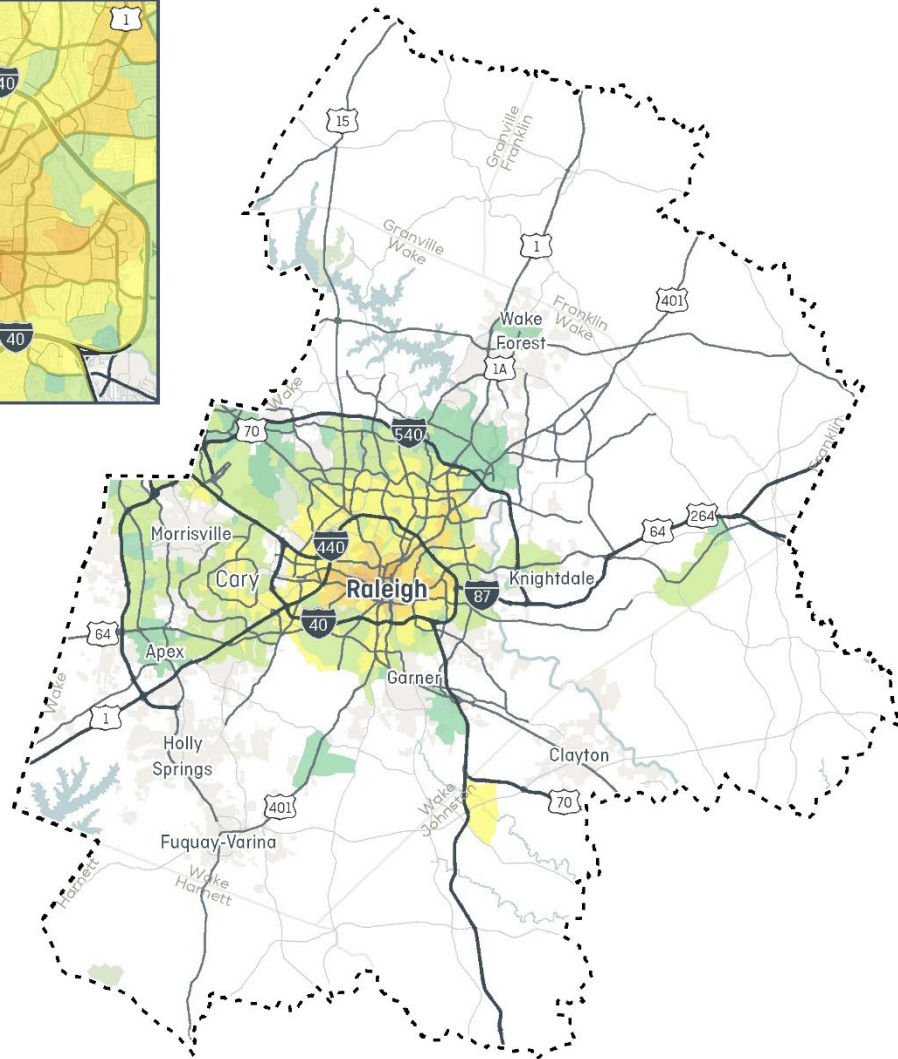 1
40
40
15
Granville
Franklin
Granville
Wake
1
401
Franklin
Wake
Wake
Forest
1A
Wake
70
540
Franklin
264
64
Morrisville
440
Cary
Raleigh
Knightdale
87
40
64
Apex
Garner
Wake
1
Holly
Springs
Clayton
401
Wake
Johnston
70
Fuquay-Varina
Harnett
Wake
Harnett